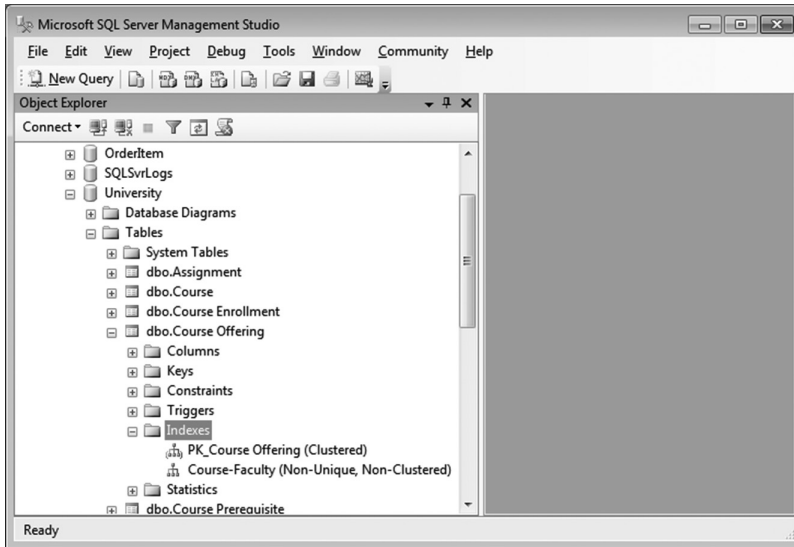 Microsoft SQL Server Management Studio
File Edit View Project Debug Tools Window Community Help
New Query
Object Explorer
Connect
OrderItem
SQLSvrLogs
University
Database Diagrams
Tables
System Tables
dbo.Assignment
dbo.Course
dbo.Course Enrollment
dbo.Course Offering
Columns
Keys
Constraints
Triggers
Indexes
PK_Course Offering (Clustered)
Course-Faculty (Non-Unique, Non-Clustered)
Statistics
dbo.Course Prerequisite
Ready